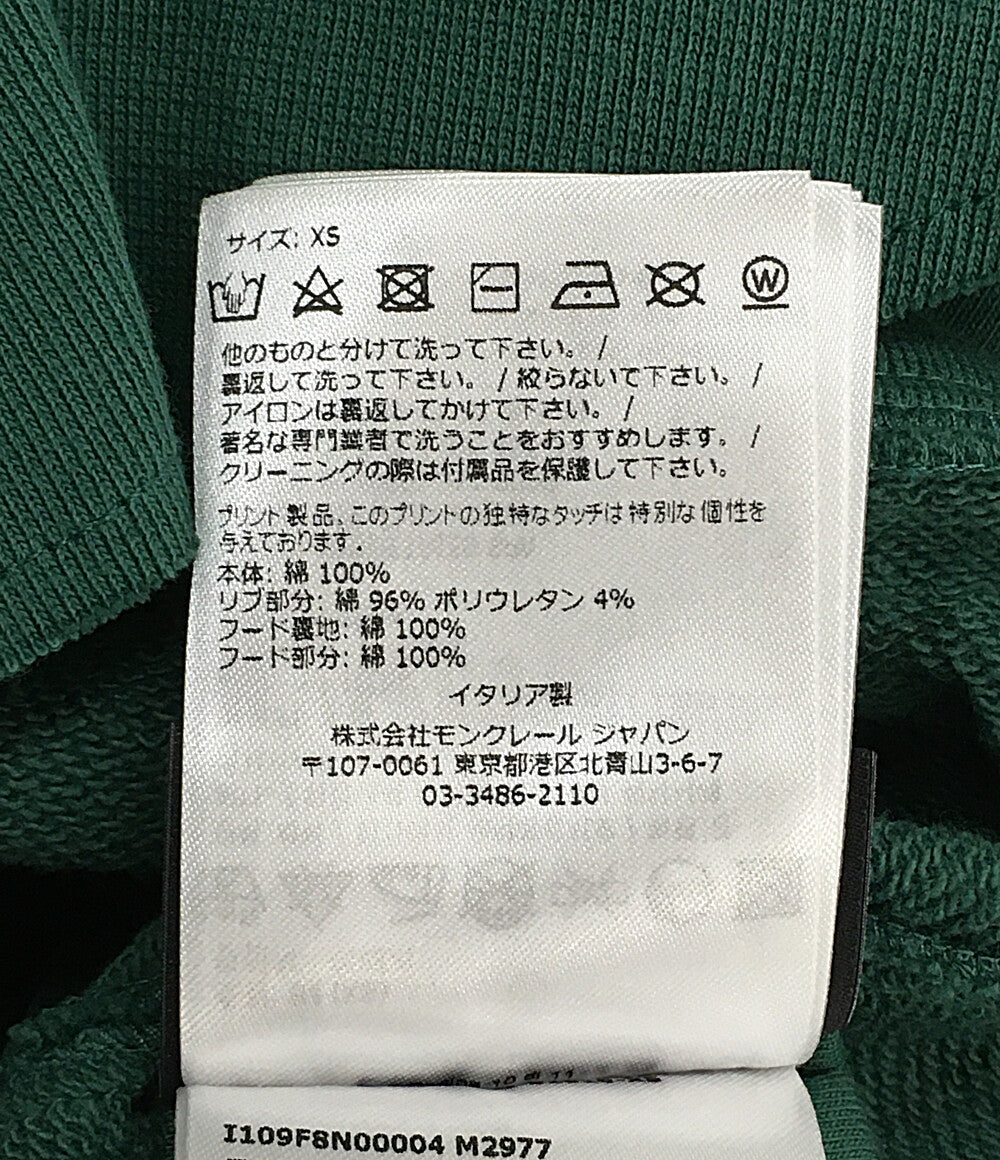 サイズ: XS
W
他のものと分けて洗って下さい。 /
裏返して洗って下さい。 / 絞らないて下さい。 /
アイロンは裏返してかけて下さい。 /
著名な専門業者で洗うことをおすすめします。 /
クリーニングの際は付属品を保護して下さい。
プリント製品、このプリントの独特なタッチは特別な個性を
与えております.
本体: 綿 100%
リブ部分: 綿 96% ポリウレタン 4%
フード裏地: 綿 100%
フード部分: 綿 100%
イタリア製
株式会社モンクレール ジャパン
〒107-0061 東京都港区北青山3-6-7
03-3486-2110
10 di 11
I109F8N00004 M2977